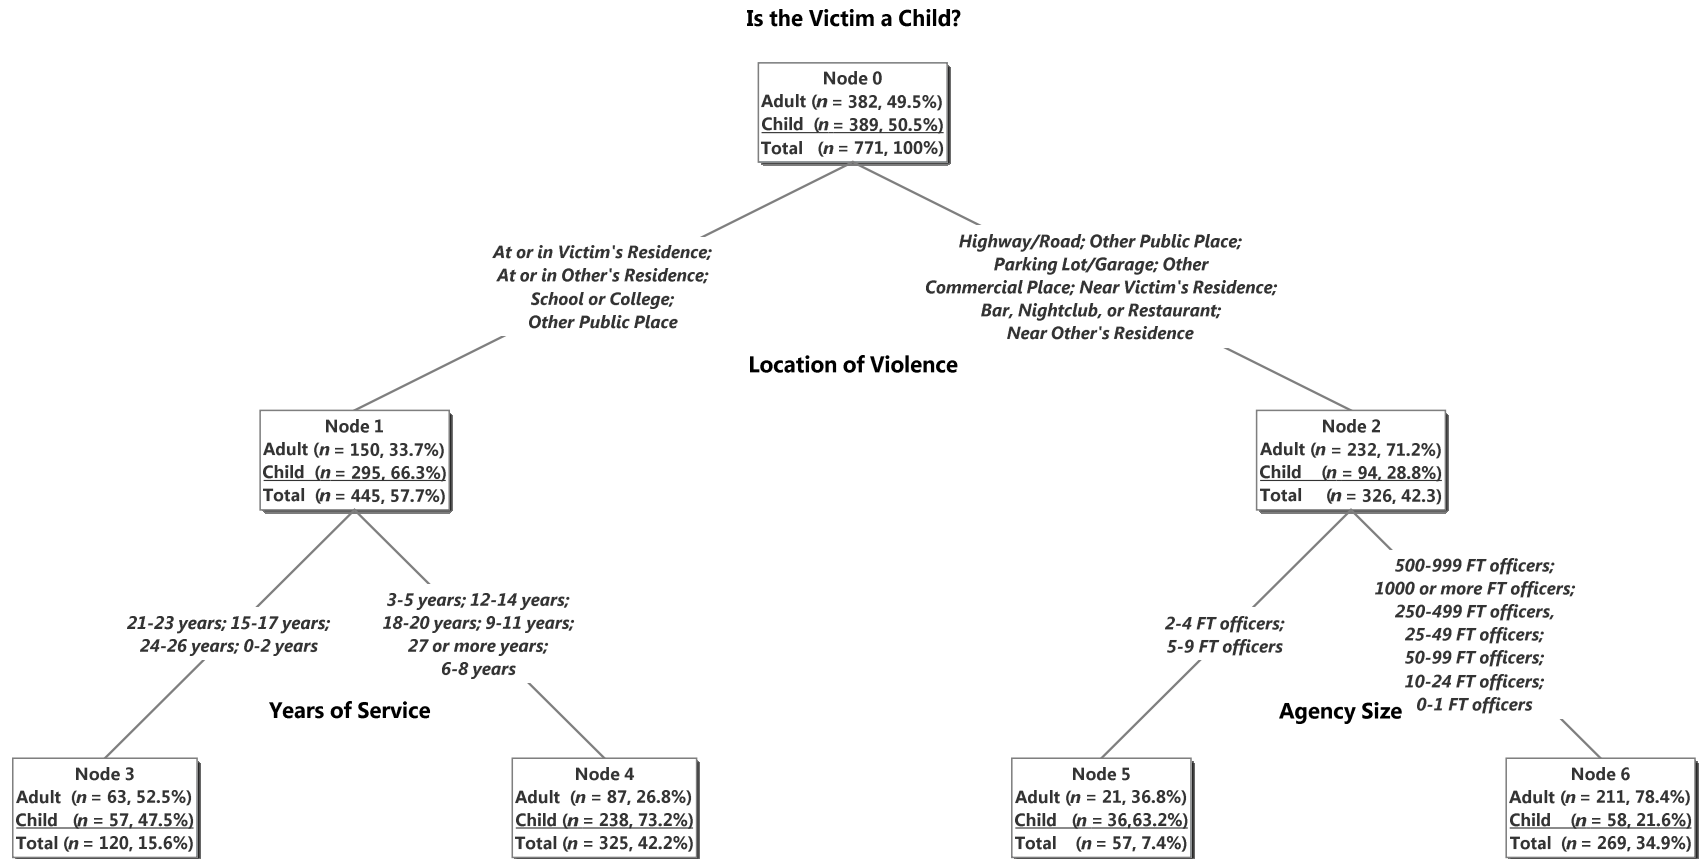 Is the Victim a Child?
Node 0
Adult (n = 382, 49.5%)
Child (n = 389, 50.5%)
Total (n = 771, 100%)
At or in Victim's Residence;
At or in Other's Residence;
School or College;
Other Public Place
Highway/Road; Other Public Place;
Parking Lot/Garage; Other
Commercial Place; Near Victim's Residence;
Bar, Nightclub, or Restaurant;
Near Other's Residence
Location of Violence
Node 1
Adult (n = 150, 33.7%)
Child (n = 295, 66.3%)
Total (n = 445, 57.7%)
Node 2
Adult (n = 232, 71.2%)
Child (n = 94, 28.8%)
Total (n = 326, 42.3)
21-23 years; 15-17 years;
24-26 years; 0-2 years
3-5 years; 12-14 years;
18-20 years; 9-11 years;
27 or more years;
6-8 years
2-4 FT officers;
5-9 FT officers
500-999 FT officers;
1000 or more FT officers;
250-499 FT officers,
25-49 FT officers;
50-99 FT officers;
10-24 FT officers;
0-1 FT officers
Years of Service
Agency Size
Node 3
Adult (n = 63, 52.5%)
Child (n = 57, 47.5%)
Total (n = 120, 15.6%)
Node 4
Adult (n = 87, 26.8%)
Child (n = 238, 73.2%)
Total (n = 325, 42.2%)
Node 5
Adult (n = 21, 36.8%)
Child (n = 36,63.2%)
Total (n = 57, 7.4%)
Node 6
Adult (n = 211, 78.4%)
Child (n = 58, 21.6%)
Total (n = 269, 34.9%)